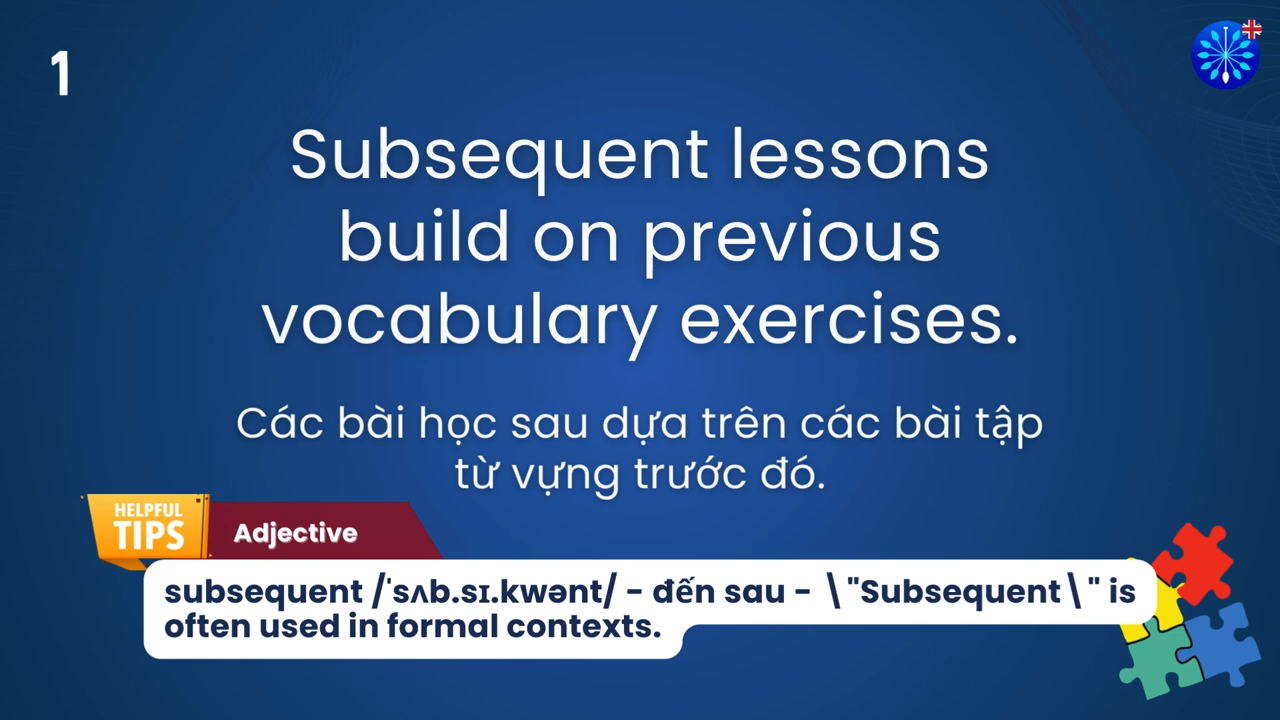 1
Subsequent lessons
build on previous
vocabulary exercises.
Các bài học sau dựa trên các bài tập
từ vựng trước đó.
HELPFUL
TIPS
Adjective
subsequent /ˈsʌb.sɪ.kwənt/ - đến sau - \"Subsequent\" is
often used in formal contexts.